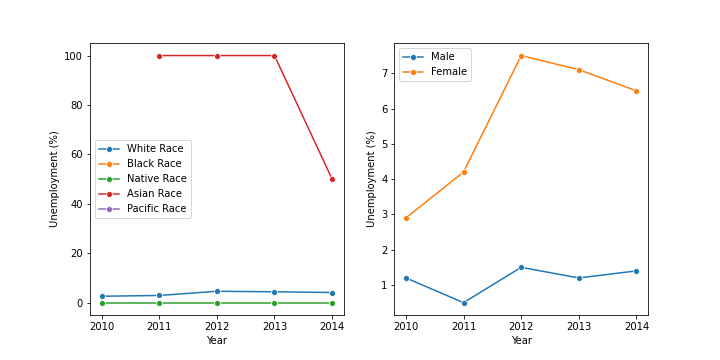 100
80
60
40
20
0
Unemployment (%)
White Race
Black Race
Native Race
Asian Race
Pacific Race
2010 2011 2012 2013 2014
Year
7
6
5
4
3
2
1
Unemployment (%)
Male
Female
2010 2011 2012 2013 2014
Year